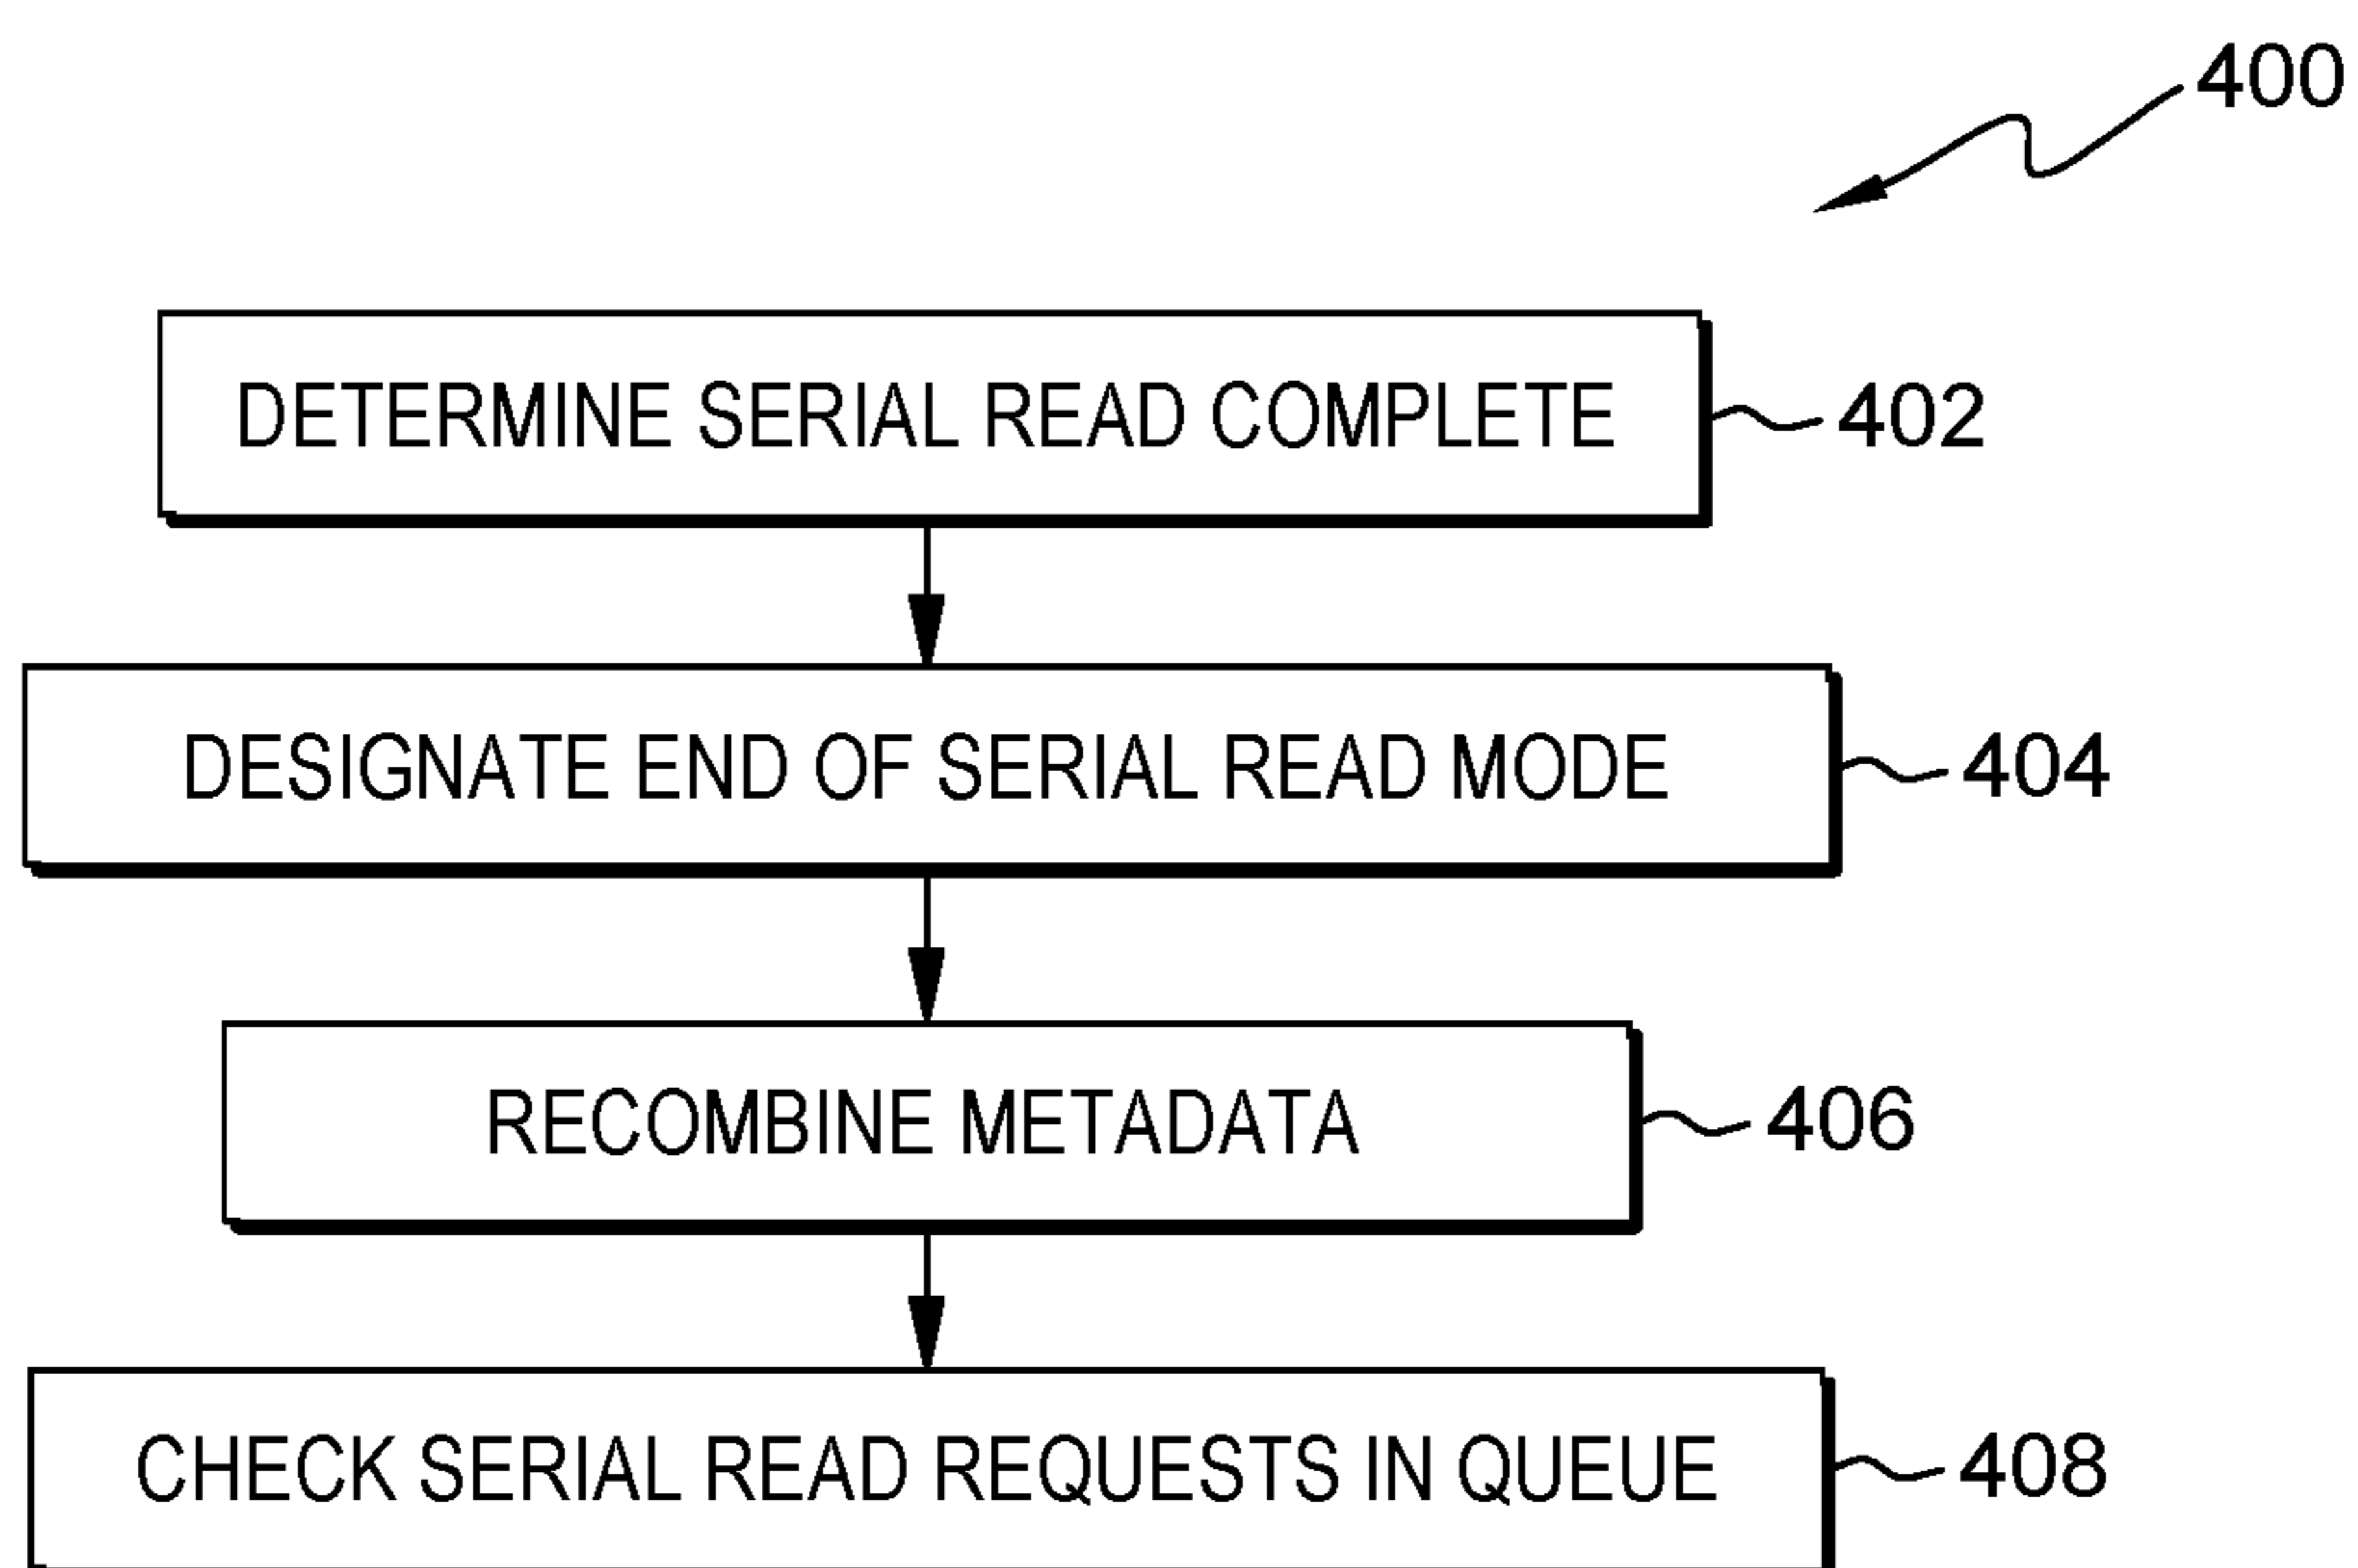 400
DETERMINE SERIAL READ COMPLETE
402
DESIGNATE END OF SERIAL READ MODE
404
RECOMBINE METADATA
406
CHECK SERIAL READ REQUESTS IN QUEUE
408